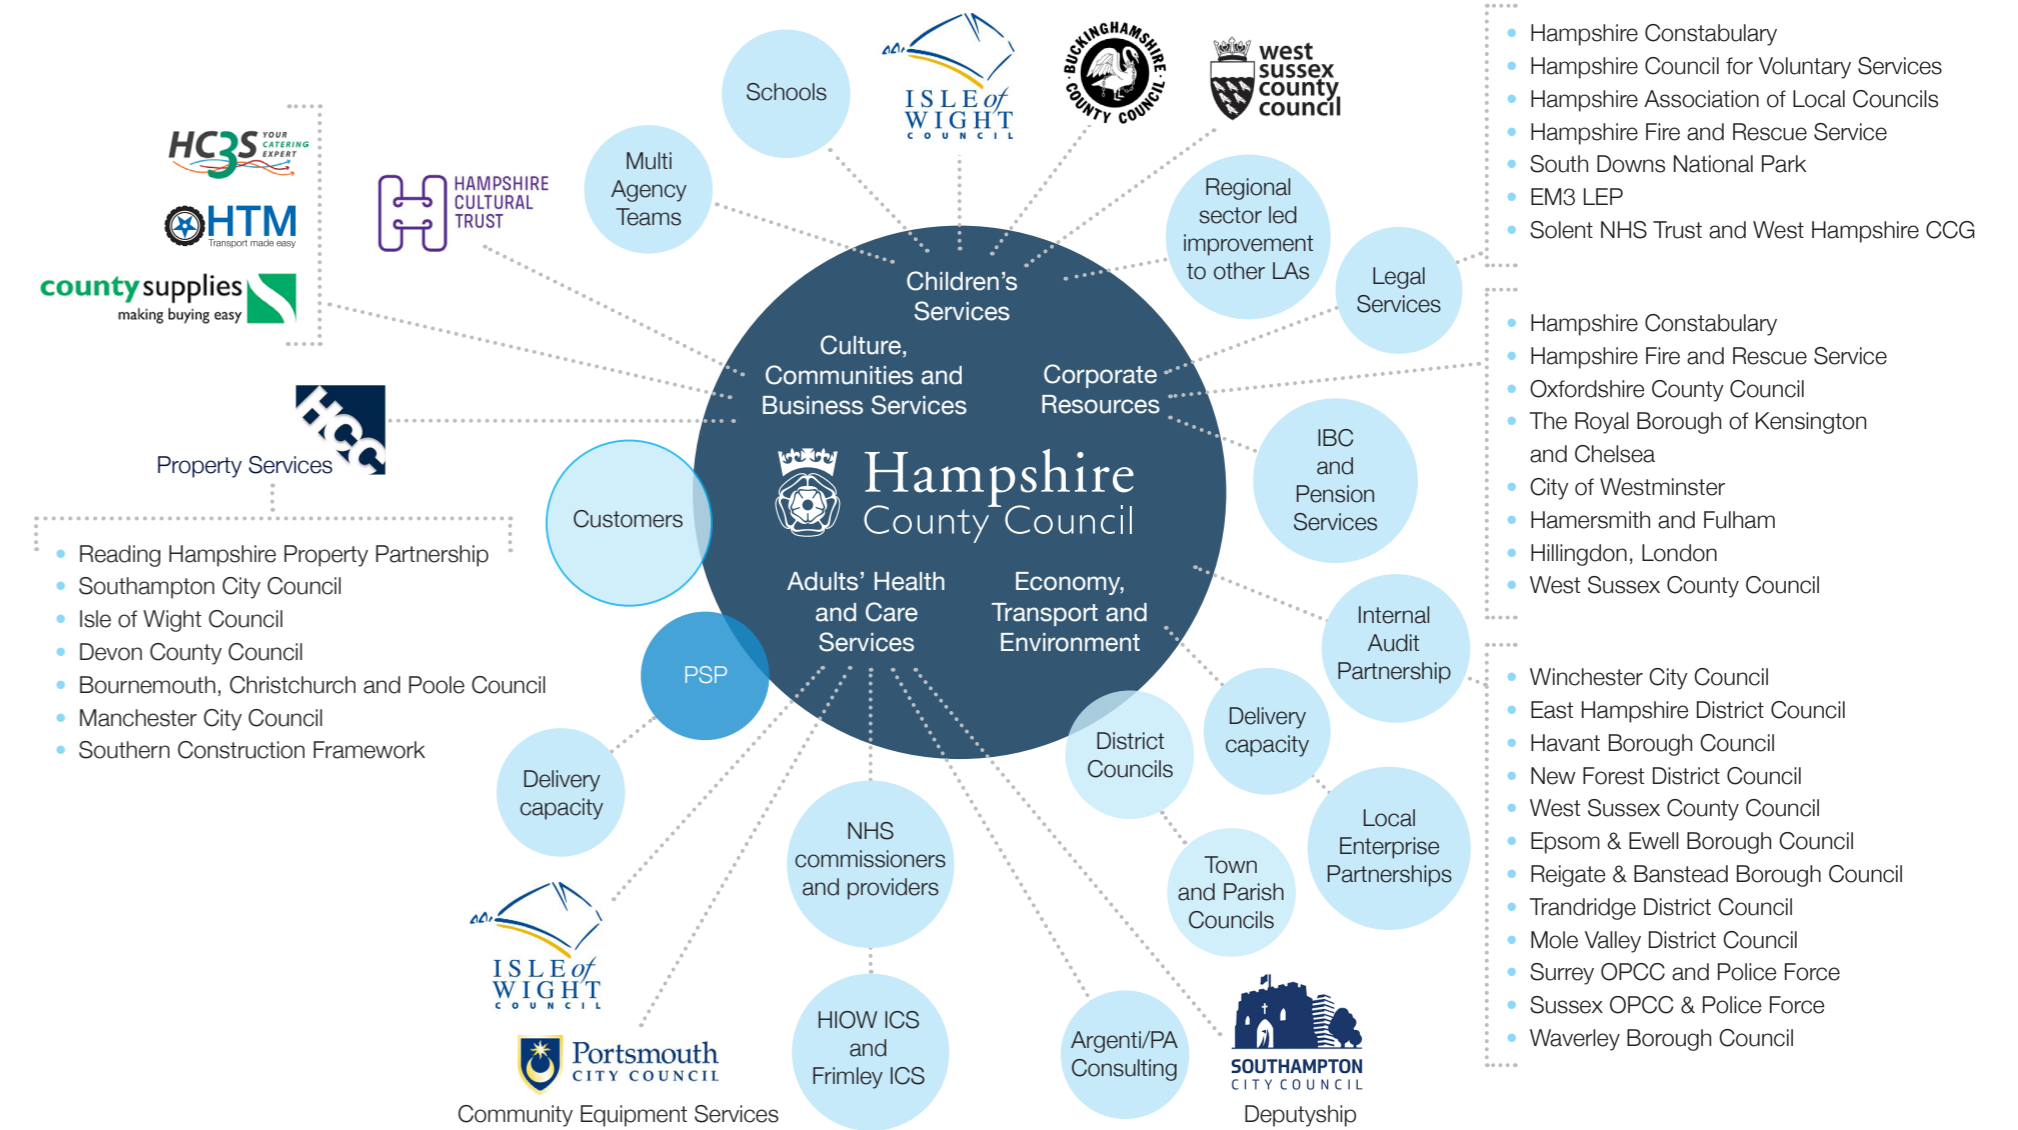 HC3S YOUR CATERING EXPERT
HTM
Transport made easy
county supplies
making buying easy
HAMPSHIRE
CULTURAL
TRUST
Multi
Agency
Teams
Schools
ISLE of
WIGHT
COUNCIL
BUCKINGHAMSHIRE
COUNTY COUNCIL
west
sussex
county
council
Regional
sector led
improvement
to other LAs
Legal
Services
Hampshire Constabulary
Hampshire Council for Voluntary Services
Hampshire Association of Local Councils
Hampshire Fire and Rescue Service
South Downs National Park
EM3 LEP
Solent NHS Trust and West Hampshire CCG
Children's
Services
Culture,
Communities and
Business Services
Corporate
Resources
Hampshire
County Council
Adults' Health
and Care
Services
Economy,
Transport and
Environment
Hampshire Constabulary
Hampshire Fire and Rescue Service
Oxfordshire County Council
The Royal Borough of Kensington
and Chelsea
City of Westminster
Hamersmith and Fulham
Hillingdon, London
West Sussex County Council
IBC
and
Pension
Services
HCC
Property Services
Reading Hampshire Property Partnership
Southampton City Council
Isle of Wight Council
Devon County Council
Bournemouth, Christchurch and Poole Council
Manchester City Council
Southern Construction Framework
Customers
PSP
Delivery
capacity
Internal
Audit
Partnership
Winchester City Council
East Hampshire District Council
Havant Borough Council
New Forest District Council
West Sussex County Council
Epsom & Ewell Borough Council
Reigate & Banstead Borough Council
Trandridge District Council
Mole Valley District Council
Surrey OPCC and Police Force
Sussex OPCC & Police Force
Waverley Borough Council
District
Councils
Delivery
capacity
Town
and Parish
Councils
Local
Enterprise
Partnerships
NHS
commissioners
and providers
HIOW ICS
and
Frimley ICS
ISLE of
WIGHT
COUNCIL
Portsmouth
CITY COUNCIL
Community Equipment Services
Argenti/PA
Consulting
SOUTHAMPTON
CITY COUNCIL
Deputyship